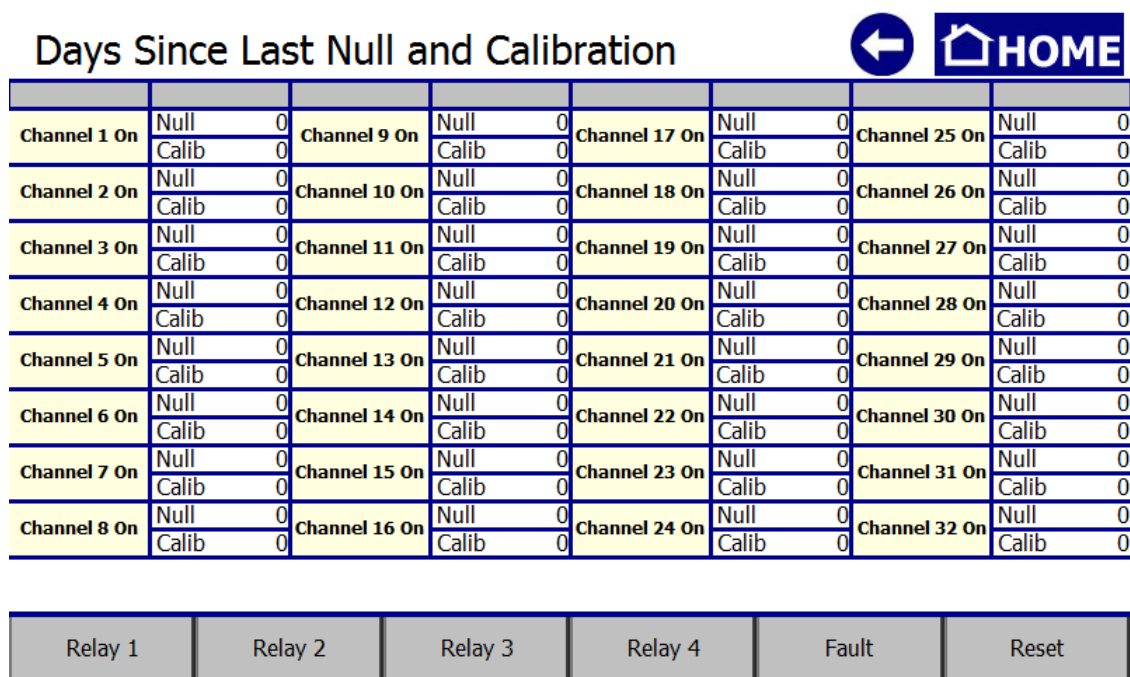 Days Since Last Null and Calibration HOME
Channel 1 On Null 0 Channel 9 On Null 0 Channel 17 On Null 0 Channel 25 On Null 0
Calib 0 Calib 0 Calib 0 Calib 0
Channel 2 On Null 0 Channel 10 On Null 0 Channel 18 On Null 0 Channel 26 On Null 0
Calib 0 Calib 0 Calib 0 Calib 0
Channel 3 On Null 0 Channel 11 On Null 0 Channel 19 On Null 0 Channel 27 On Null 0
Calib 0 Calib 0 Calib 0 Calib 0
Channel 4 On Null 0 Channel 12 On Null 0 Channel 20 On Null 0 Channel 28 On Null 0
Calib 0 Calib 0 Calib 0 Calib 0
Channel 5 On Null 0 Channel 13 On Null 0 Channel 21 On Null 0 Channel 29 On Null 0
Calib 0 Calib 0 Calib 0 Calib 0
Channel 6 On Null 0 Channel 14 On Null 0 Channel 22 On Null 0 Channel 30 On Null 0
Calib 0 Calib 0 Calib 0 Calib 0
Channel 7 On Null 0 Channel 15 On Null 0 Channel 23 On Null 0 Channel 31 On Null 0
Calib 0 Calib 0 Calib 0 Calib 0
Channel 8 On Null 0 Channel 16 On Null 0 Channel 24 On Null 0 Channel 32 On Null 0
Calib 0 Calib 0 Calib 0 Calib 0
Relay 1 Relay 2 Relay 3 Relay 4 Fault Reset